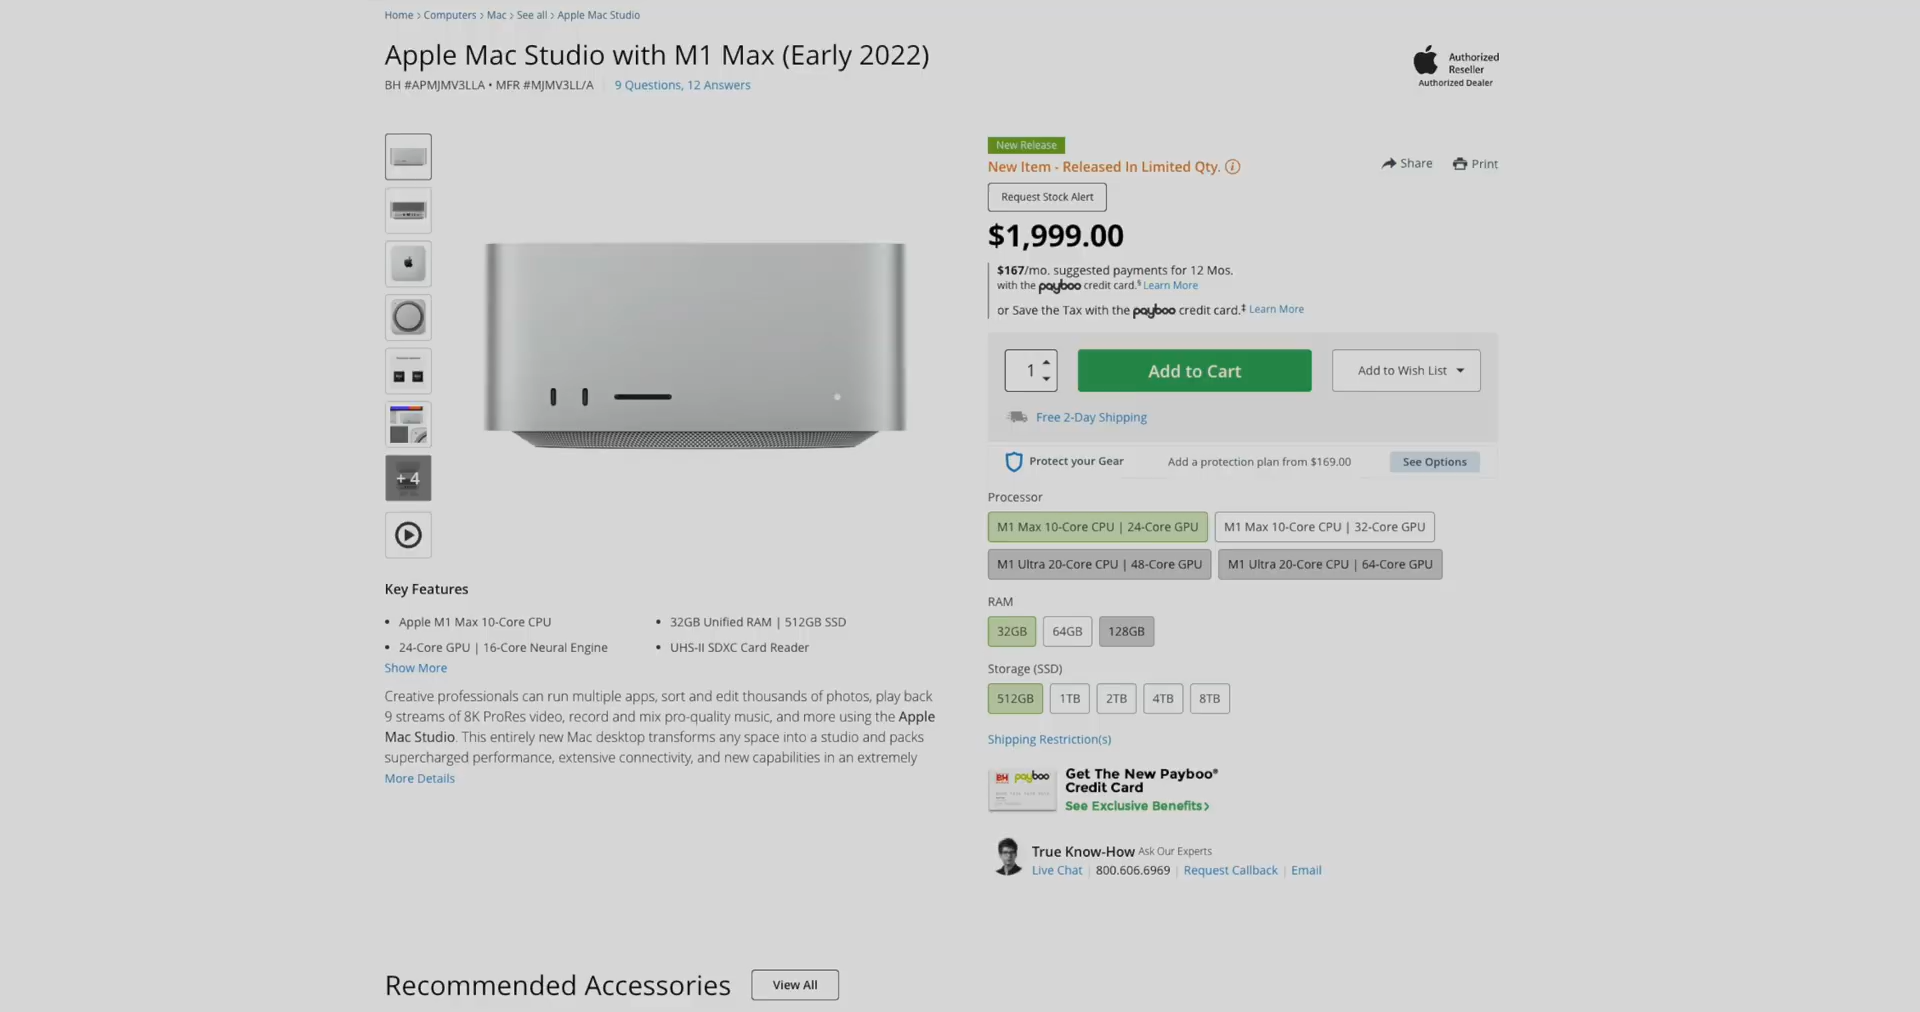 Home › Computers › Mac › See all › Apple Mac Studio
Apple Mac Studio with M1 Max (Early 2022)
BH #APMJMV3LLA • MFR #MJMV3LL/A
9 Questions, 12 Answers
Authorized
Reseller
Authorized Dealer
New Release
New Item - Released In Limited Qty.
Share
Print
Request Stock Alert
$1,999.00
$167/mo. suggested payments for 12 Mos.
with the payboo credit card.§ Learn More
or Save the Tax with the payboo credit card.‡ Learn More
1
Add to Cart
Add to Wish List
Free 2-Day Shipping
Protect your Gear
Add a protection plan from $169.00
See Options
Processor
M1 Max 10-Core CPU | 24-Core GPU
M1 Max 10-Core CPU | 32-Core GPU
M1 Ultra 20-Core CPU | 48-Core GPU
M1 Ultra 20-Core CPU | 64-Core GPU
RAM
32GB
64GB
128GB
Storage (SSD)
512GB
1TB
2TB
4TB
8TB
Shipping Restriction(s)
BH payboo
Get The New Payboo®
Credit Card
See Exclusive Benefits›
True Know-How Ask Our Experts
Live Chat | 800.606.6969 | Request Callback | Email
+ 4
Key Features
• Apple M1 Max 10-Core CPU
• 24-Core GPU | 16-Core Neural Engine
• 32GB Unified RAM | 512GB SSD
• UHS-II SDXC Card Reader
Show More
Creative professionals can run multiple apps, sort and edit thousands of photos, play back
9 streams of 8K ProRes video, record and mix pro-quality music, and more using the Apple
Mac Studio. This entirely new Mac desktop transforms any space into a studio and packs
supercharged performance, extensive connectivity, and new capabilities in an extremely
More Details
Recommended Accessories
View All